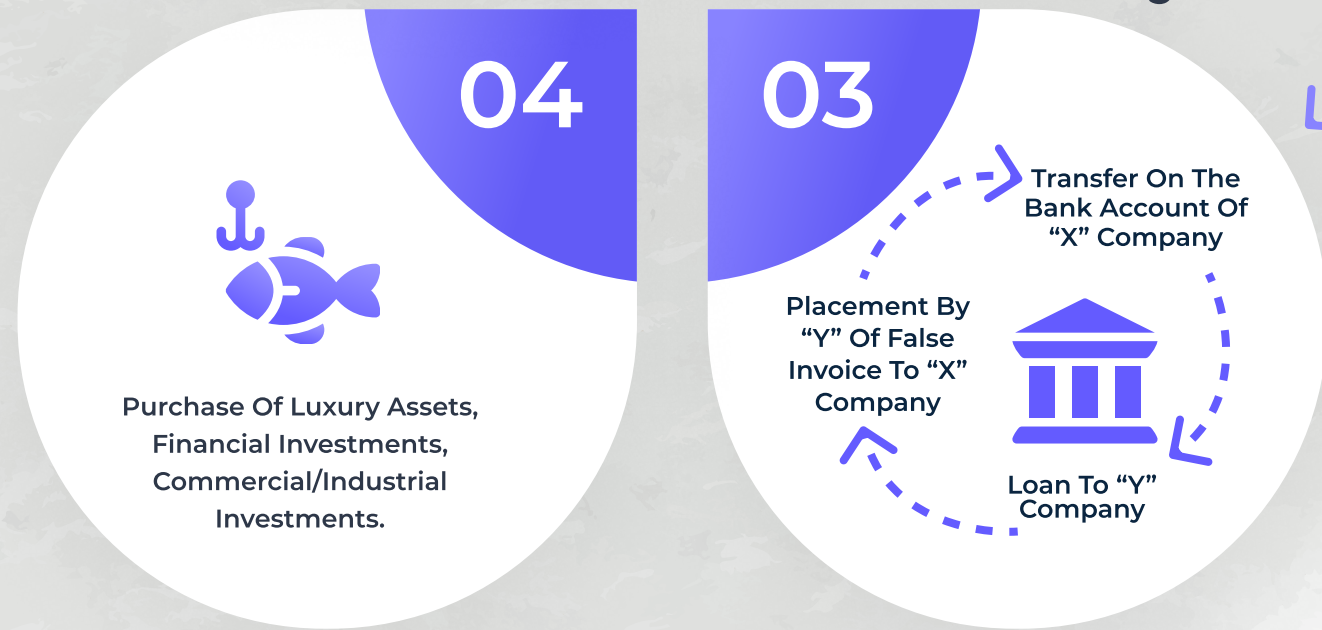 04
Purchase Of Luxury Assets,
Financial Investments,
Commercial/Industrial
Investments.
03
Transfer On The
Bank Account Of
“X” Company
Placement By
“Y” Of False
Invoice To “X”
Company
Loan To “Y”
Company